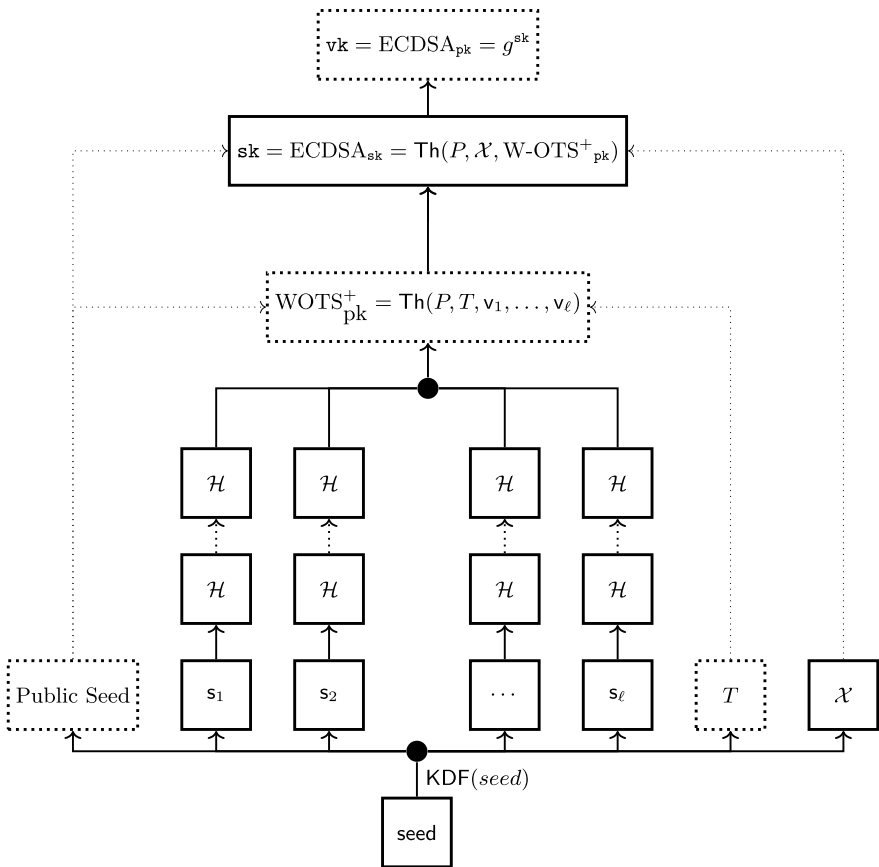 vk = ECDSA_pk = g^sk
sk = ECDSA_sk = Th(P, 𝒳, W-OTS⁺_pk)
WOTS⁺_pk = Th(P, T, v₁, . . . , v_ℓ)
ℋ ℋ ℋ ℋ
ℋ ℋ ℋ ℋ
Public Seed s₁ s₂ · · · s_ℓ T 𝒳
KDF(seed)
seed